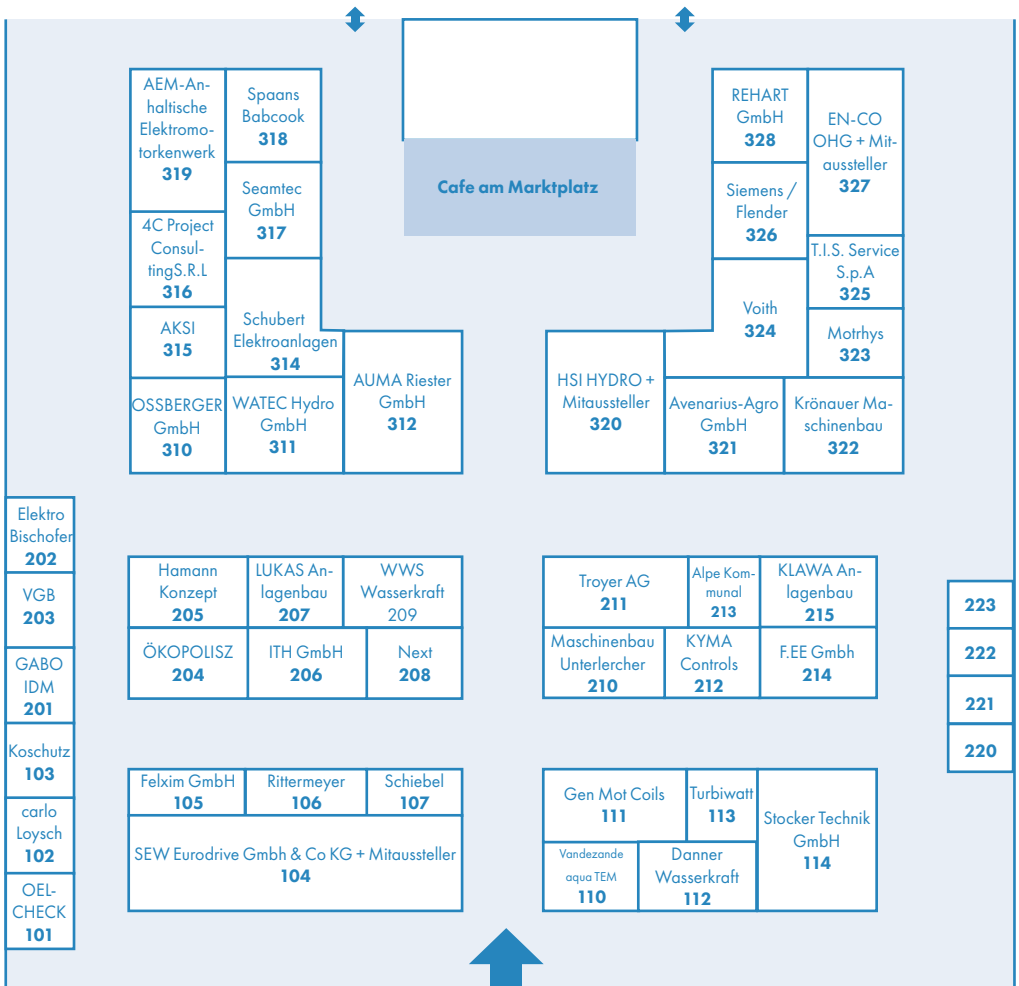 AEM-An-
haltische
Elektromo-
torkenwerk
319
Spaans
Babcook
318
Seamtec
GmbH
317
4C Project
Consul-
tingS.R.L
316
AKSI
315
Schubert
Elektroanlagen
314
OSSBERGER
GmbH
310
WATEC Hydro
GmbH
311
AUMA Riester
GmbH
312
Cafe am Marktplatz
REHART
GmbH
328
EN-CO
OHG + Mit-
aussteller
327
Siemens /
Flender
326
T.I.S. Service
S.p.A
325
Voith
324
Motrhys
323
HSI HYDRO +
Mitaussteller
320
Avenarius-Agro
GmbH
321
Krönauer Ma-
schinenbau
322
Elektro
Bischofer
202
VGB
203
GABO
IDM
201
Koschutz
103
carlo
Loysch
102
OEL-
CHECK
101
Hamann
Konzept
205
LUKAS An-
lagenbau
207
WWS
Wasserkraft
209
ÖKOPOLISZ
204
ITH GmbH
206
Next
208
Troyer AG
211
Alpe Kom-
munal
213
KLAWA An-
lagenbau
215
Maschinenbau
Unterlercher
210
KYMA
Controls
212
F.EE Gmbh
214
223
222
221
220
Felxim GmbH
105
Rittermeyer
106
Schiebel
107
SEW Eurodrive Gmbh & Co KG + Mitaussteller
104
Gen Mot Coils
111
Turbiwatt
113
Stocker Technik
GmbH
114
Vandezande
aqua TEM
110
Danner
Wasserkraft
112